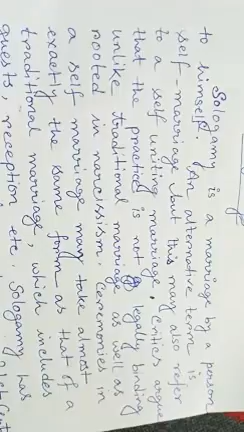 Sologamy is a marriage by a person
to himself. An alternative term is
self-marriage but this may also refer
to a self uniting marriage, critics argue
that the practice is not legally binding
unlike traditional marriage as well as
rooted in narcissism. Ceremonies in
a self marriage may take almost
exactly the same form as that of a
traditional marriage, which includes
guests, reception etc. Sologamy has